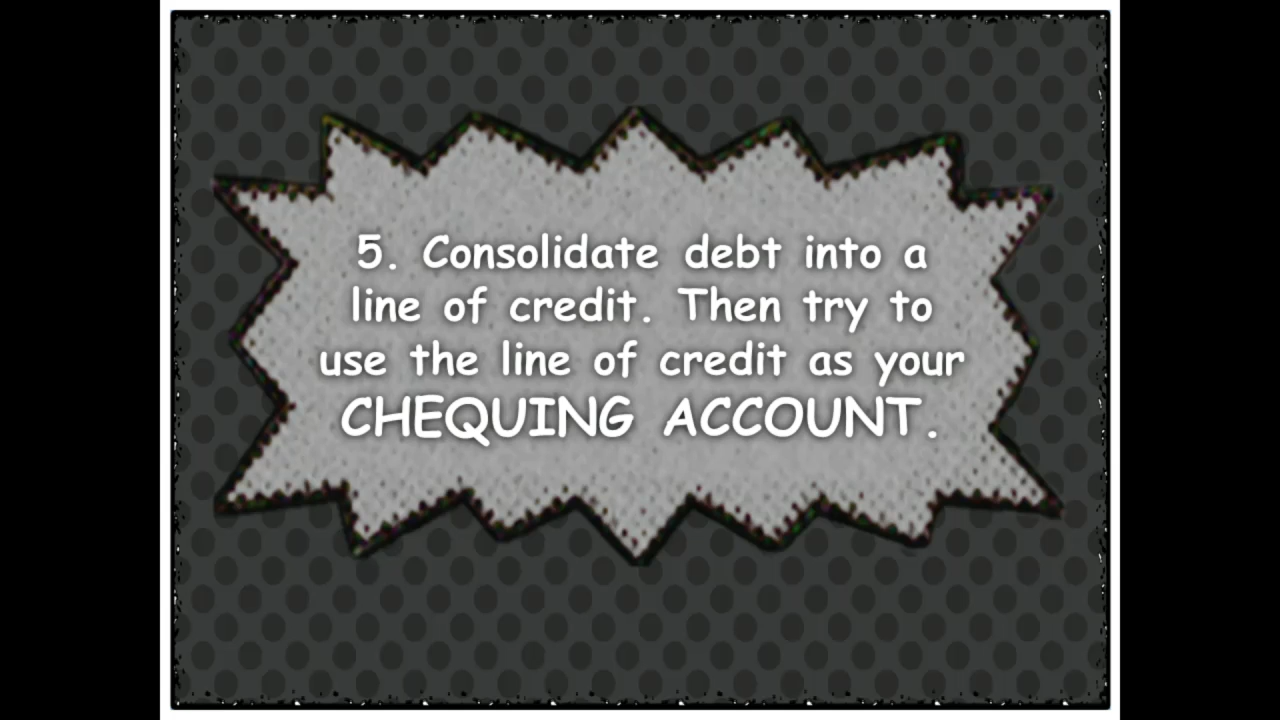 5. Consolidate debt into a
line of credit. Then try to
use the line of credit as your
CHEQUING ACCOUNT.